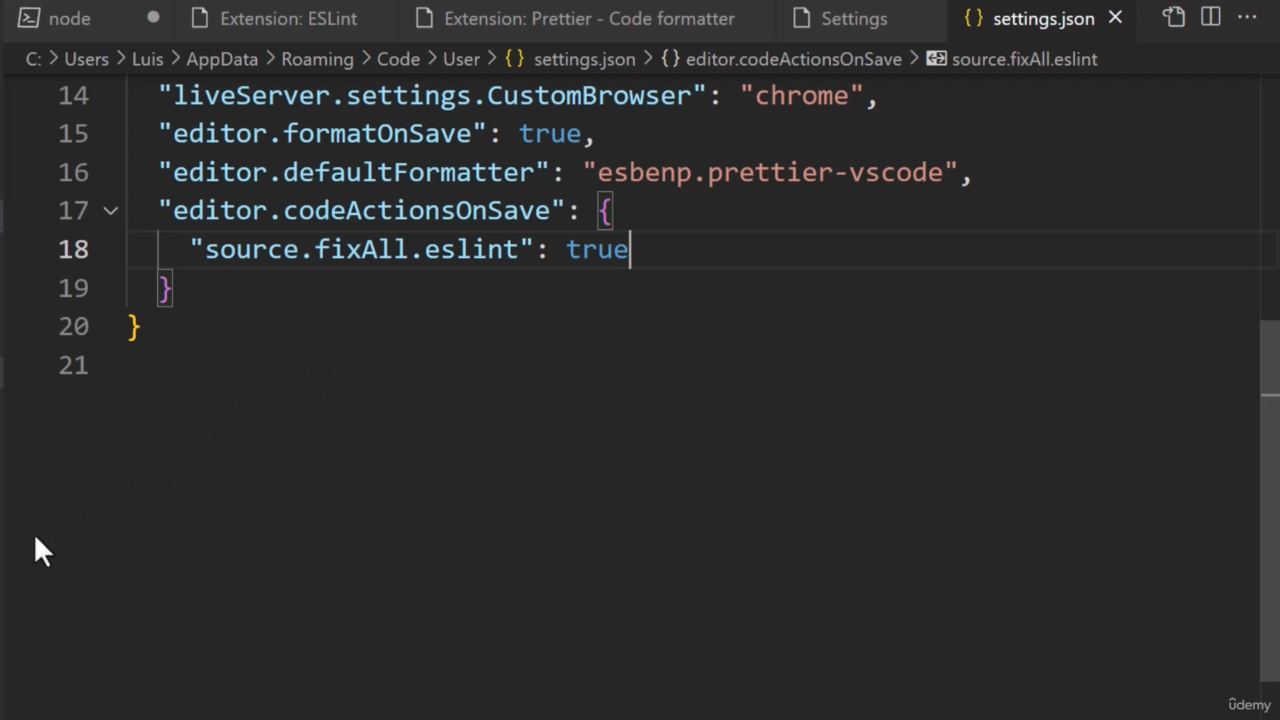 node
Extension: ESLint
Extension: Prettier - Code formatter
Settings
{} settings.json
C: > Users > Luis > AppData > Roaming > Code > User > {} settings.json > {} editor.codeActionsOnSave > source.fixAll.eslint
14 "liveServer.settings.CustomBrowser": "chrome",
15 "editor.formatOnSave": true,
16 "editor.defaultFormatter": "esbenp.prettier-vscode",
17 "editor.codeActionsOnSave": {
18 "source.fixAll.eslint": true
19 }
20 }
21
ûdemy